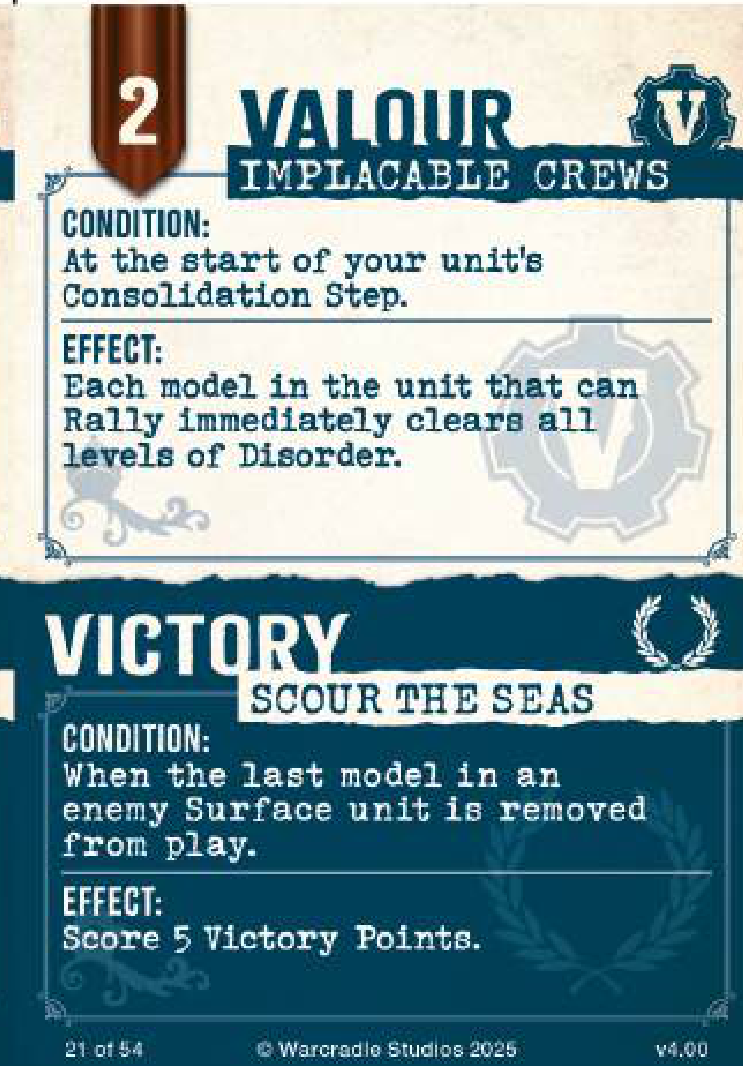 2
VALOUR
V
IMPLACABLE CREWS
CONDITION:
At the start of your unit's
Consolidation Step.
EFFECT:
Each model in the unit that can
Rally immediately clears all
levels of Disorder.
V
VICTORY
SCOUR THE SEAS
CONDITION:
When the last model in an
enemy Surface unit is removed
from play.
EFFECT:
Score 5 Victory Points.
21 of 54 © Warcradle Studios 2025 v4.00